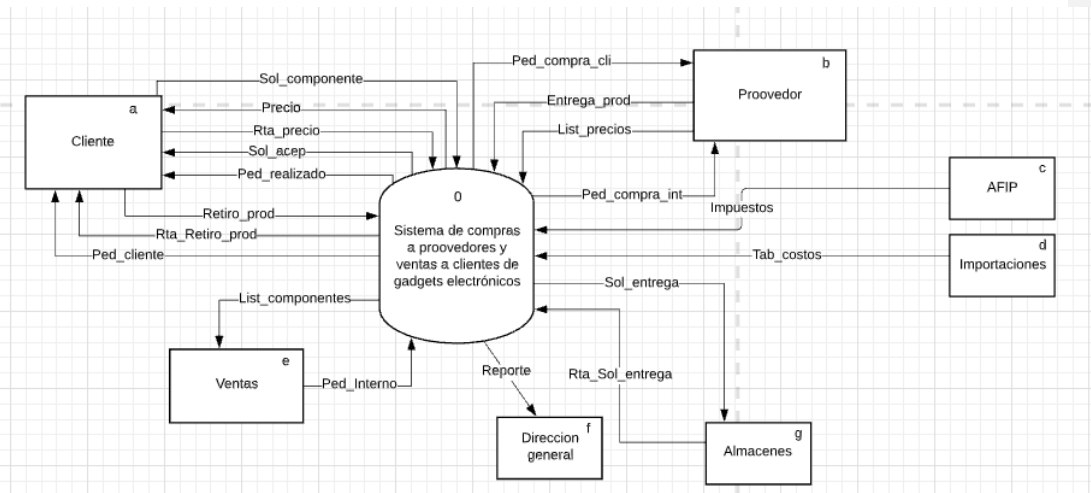 Ped_compra_cli
b
Sol_componente
Proovedor
a
Precio
Entrega_prod
Cliente
Rta_precio
List_precios
Sol_acep
Ped_realizado
c
AFIP
0
Ped_compra_int
Impuestos
Retiro_prod
Sistema de compras
a proovedores y
ventas a clientes de
gadgets electrónicos
Rta_Retiro_prod
Ped_cliente
d
Importaciones
Tab_costos
List_componentes
Sol_entrega
e
Ventas
Ped_Interno
Reporte
Rta_Sol_entrega
f
Direccion
general
g
Almacenes